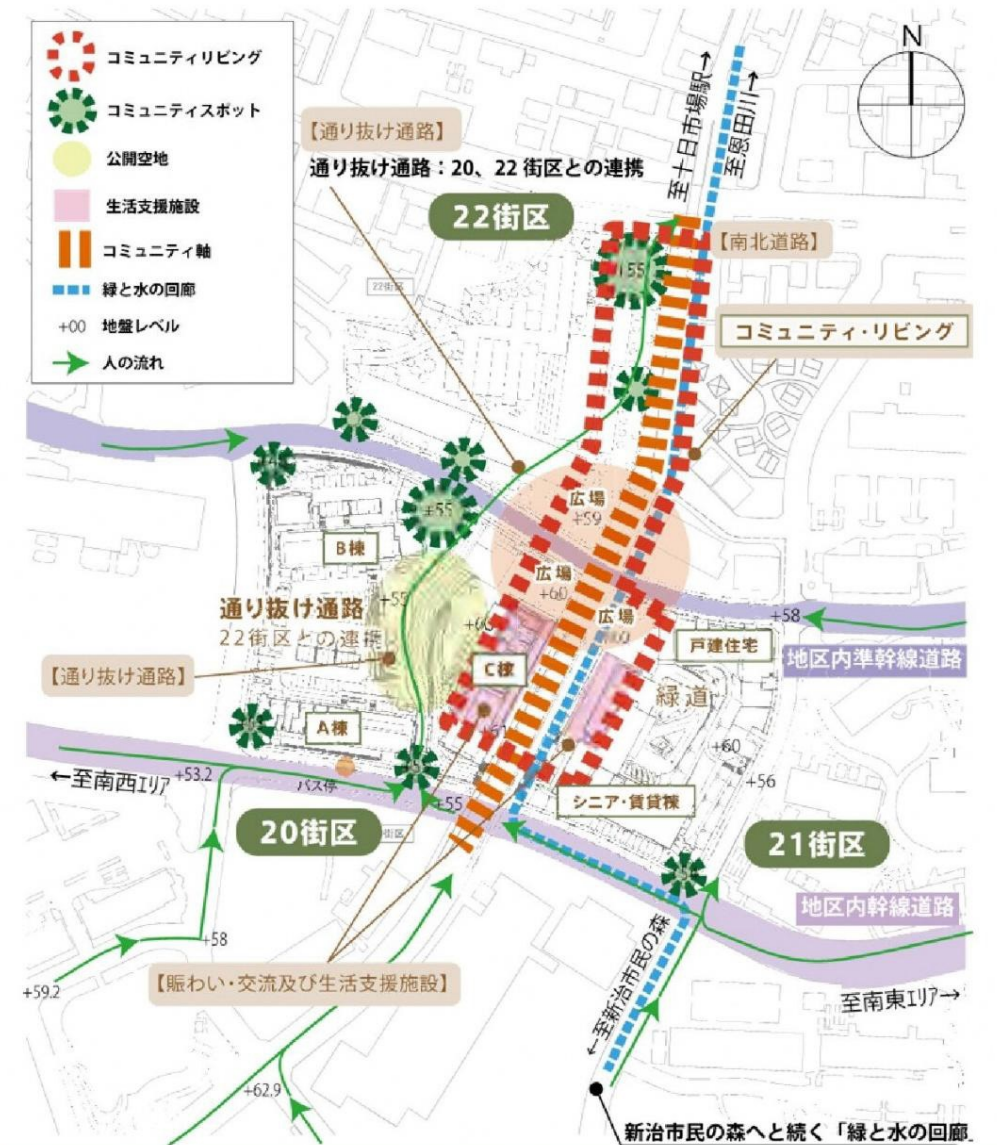 コミュニティリビング
コミュニティスポット
公開空地
生活支援施設
コミュニティ軸
緑と水の回廊
+00 地盤レベル
人の流れ
N
至十日市場駅→
至恩田川→
【通り抜け通路】
通り抜け通路：20、22街区との連携
22街区
+55
【南北道路】
22街区
コミュニティ・リビング
広場
+59
+55
B棟
広場
+60
広場
+55
通り抜け通路
22街区との連携
+58
戸建住宅
地区内準幹線道路
【通り抜け通路】
C棟
緑道
A棟
+60
+56
←至南西エリア
+53.2
バス停
+55
シニア・賃貸棟
20街区
21街区
地区内幹線道路
+58
【賑わい・交流及び生活支援施設】
+59.2
←至新治市民の森
至南東エリア→
+62.9
新治市民の森へと続く「緑と水の回廊